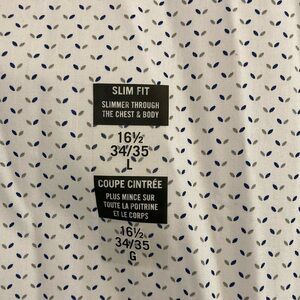 SLIM FIT
SLIMMER THROUGH
THE CHEST & BODY
16½
34/35
L
COUPE CINTRÉE
PLUS MINCE SUR
TOUTE LA POITRINE
ET LE CORPS
16½
34/35
G